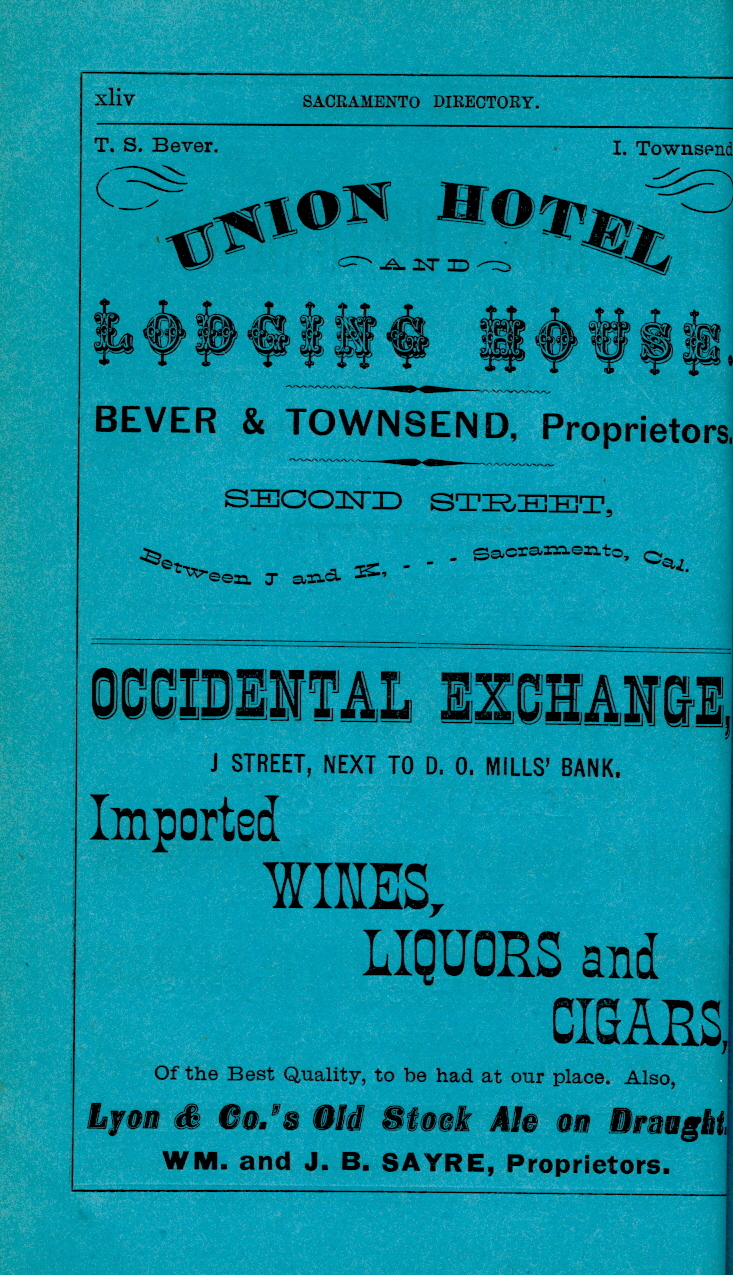 xliv SACRAMENTO DIRECTORY.
T. S. Bever. I. Townsend
UNION HOTEL
AND
LODGING HOUSE.
BEVER & TOWNSEND, Proprietors.
SECOND STREET,
Between J and K, - - - Sacramento, Cal.
OCCIDENTAL EXCHANGE,
J STREET, NEXT TO D. O. MILLS' BANK.
Imported
WINES,
LIQUORS and
CIGARS,
Of the Best Quality, to be had at our place. Also,
Lyon & Co.'s Old Stock Ale on Draught.
WM. and J. B. SAYRE, Proprietors.